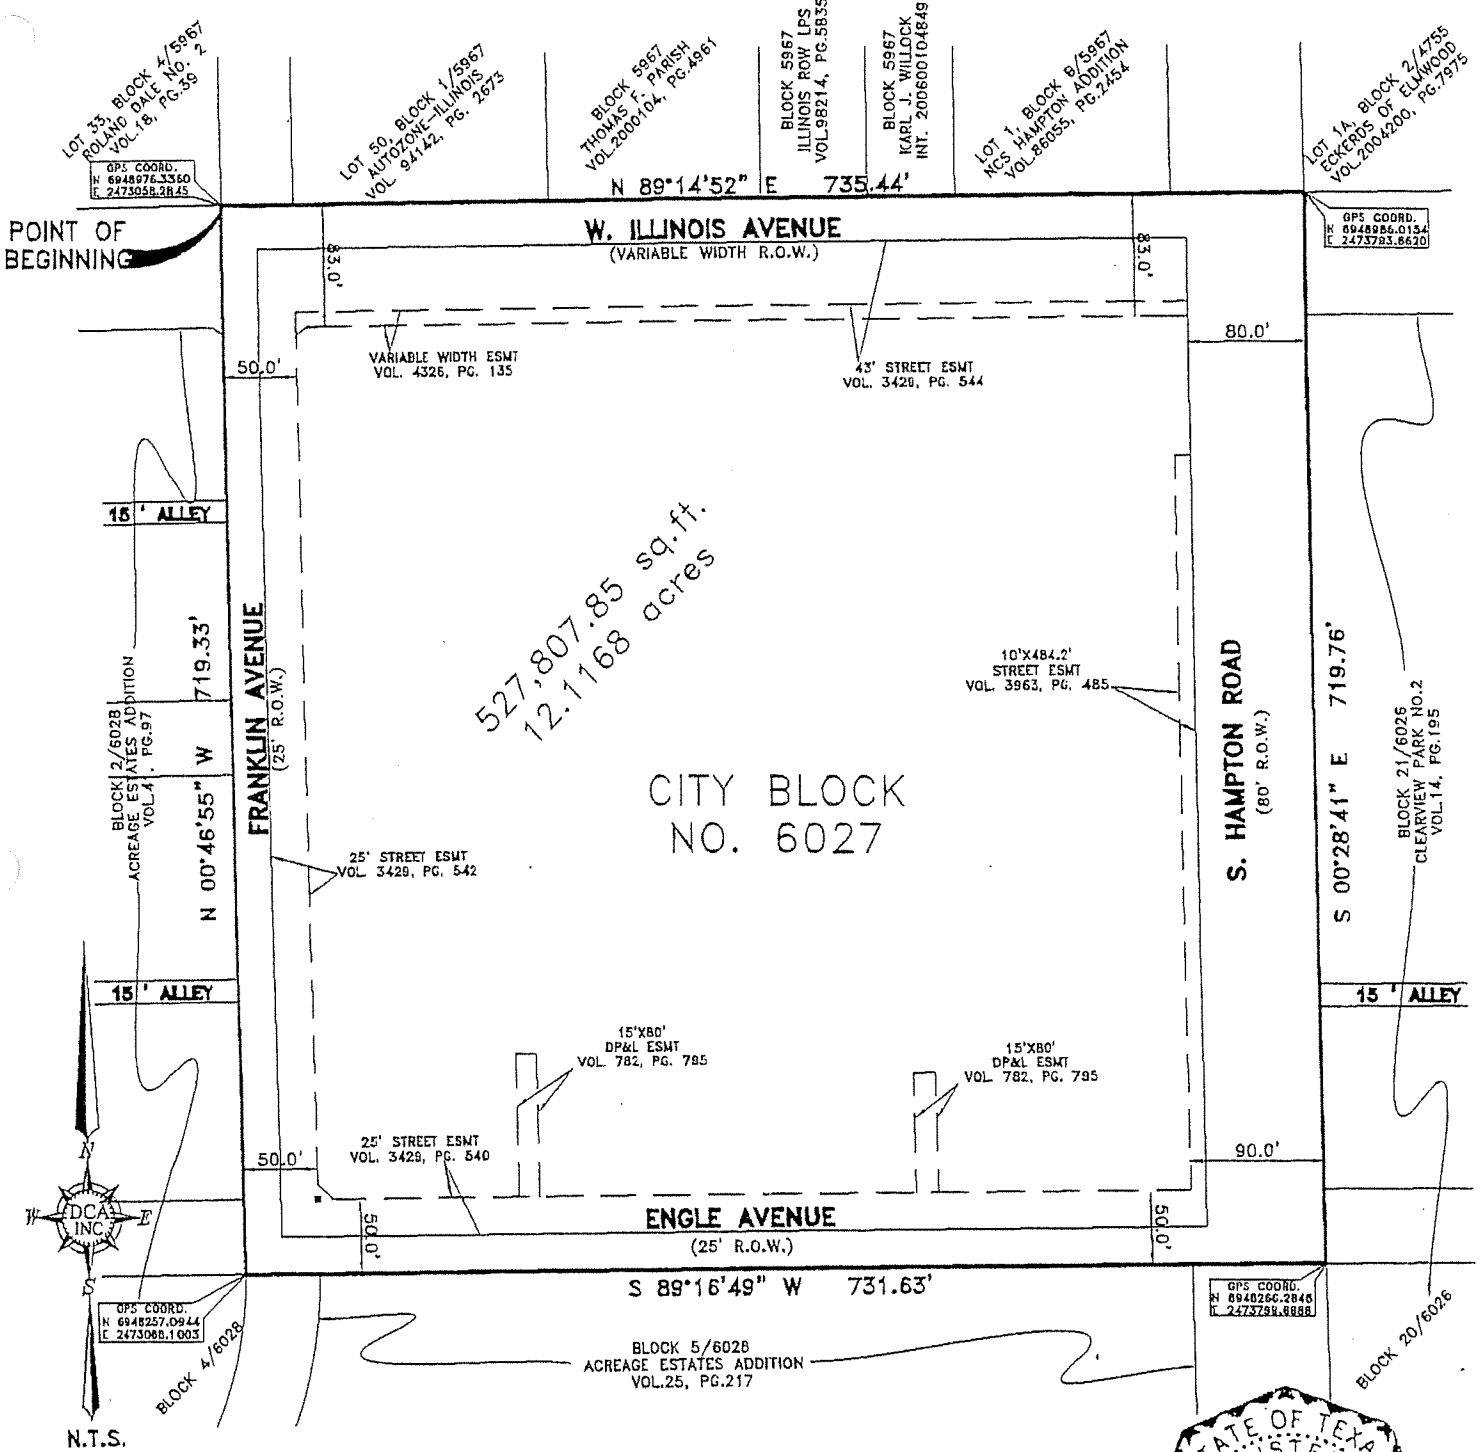 LOT 33, BLOCK 4/5967
ROLAND DALE NO. 2
VOL.18, PG.39
LOT 50, BLOCK 1/5967
AUTOZONE-ILLINOIS
VOL. 94142, PG. 2673
BLOCK 5967
THOMAS F. PARISH
VOL.2000104, PG.4961
BLOCK 5967
ILLINOIS ROW LPS
VOL.98214, PG.5835
BLOCK 5967
KARL J. WILLOCK
INT. 200600104849
LOT 1, BLOCK B/5967
NCS HAMPTON ADDITION
VOL.86055, PG.2454
LOT 1A, BLOCK 2/4755
ECKERDS OF ELMWOOD
VOL.2004200, PG.7975
GPS COORD.
N 6948976.3360
E 2473058.2845
N 89°14'52" E 735.44'
POINT OF
BEGINNING
W. ILLINOIS AVENUE
(VARIABLE WIDTH R.O.W.)
GPS COORD.
N 6948986.0154
E 2473793.6620
83.0'
83.0'
80.0'
VARIABLE WIDTH ESMT
VOL. 4326, PG. 135
50.0'
43' STREET ESMT
VOL. 3429, PG. 544
15' ALLEY
527,807.85 sq.ft.
12.1168 acres
N 00°46'55" W 719.33'
FRANKLIN AVENUE
(25' R.O.W.)
BLOCK 2/6028
ACREAGE ESTATES ADDITION
VOL.41, PG.97
10'X484.2'
STREET ESMT
VOL. 3963, PG. 485
S. HAMPTON ROAD
(80' R.O.W.)
S 00°28'41" E 719.76'
BLOCK 21/6026
CLEARVIEW PARK NO.2
VOL.14, PG.195
CITY BLOCK
NO. 6027
25' STREET ESMT
VOL. 3429, PG. 542
15' ALLEY
15' ALLEY
15'X80'
DP&L ESMT
VOL. 782, PG. 795
15'X80'
DP&L ESMT
VOL. 782, PG. 795
25' STREET ESMT
VOL. 3429, PG. 540
50.0'
90.0'
N
W
DCA
INC
E
S
50.0'
50.0'
ENGLE AVENUE
(25' R.O.W.)
S 89°16'49" W 731.63'
GPS COORD.
N 6948257.0944
E 2473068.1003
GPS COORD.
N 6948266.2846
E 2473799.6688
BLOCK 4/6028
BLOCK 5/6028
ACREAGE ESTATES ADDITION
VOL.25, PG.217
BLOCK 20/6026
N.T.S.
STATE OF TEXAS